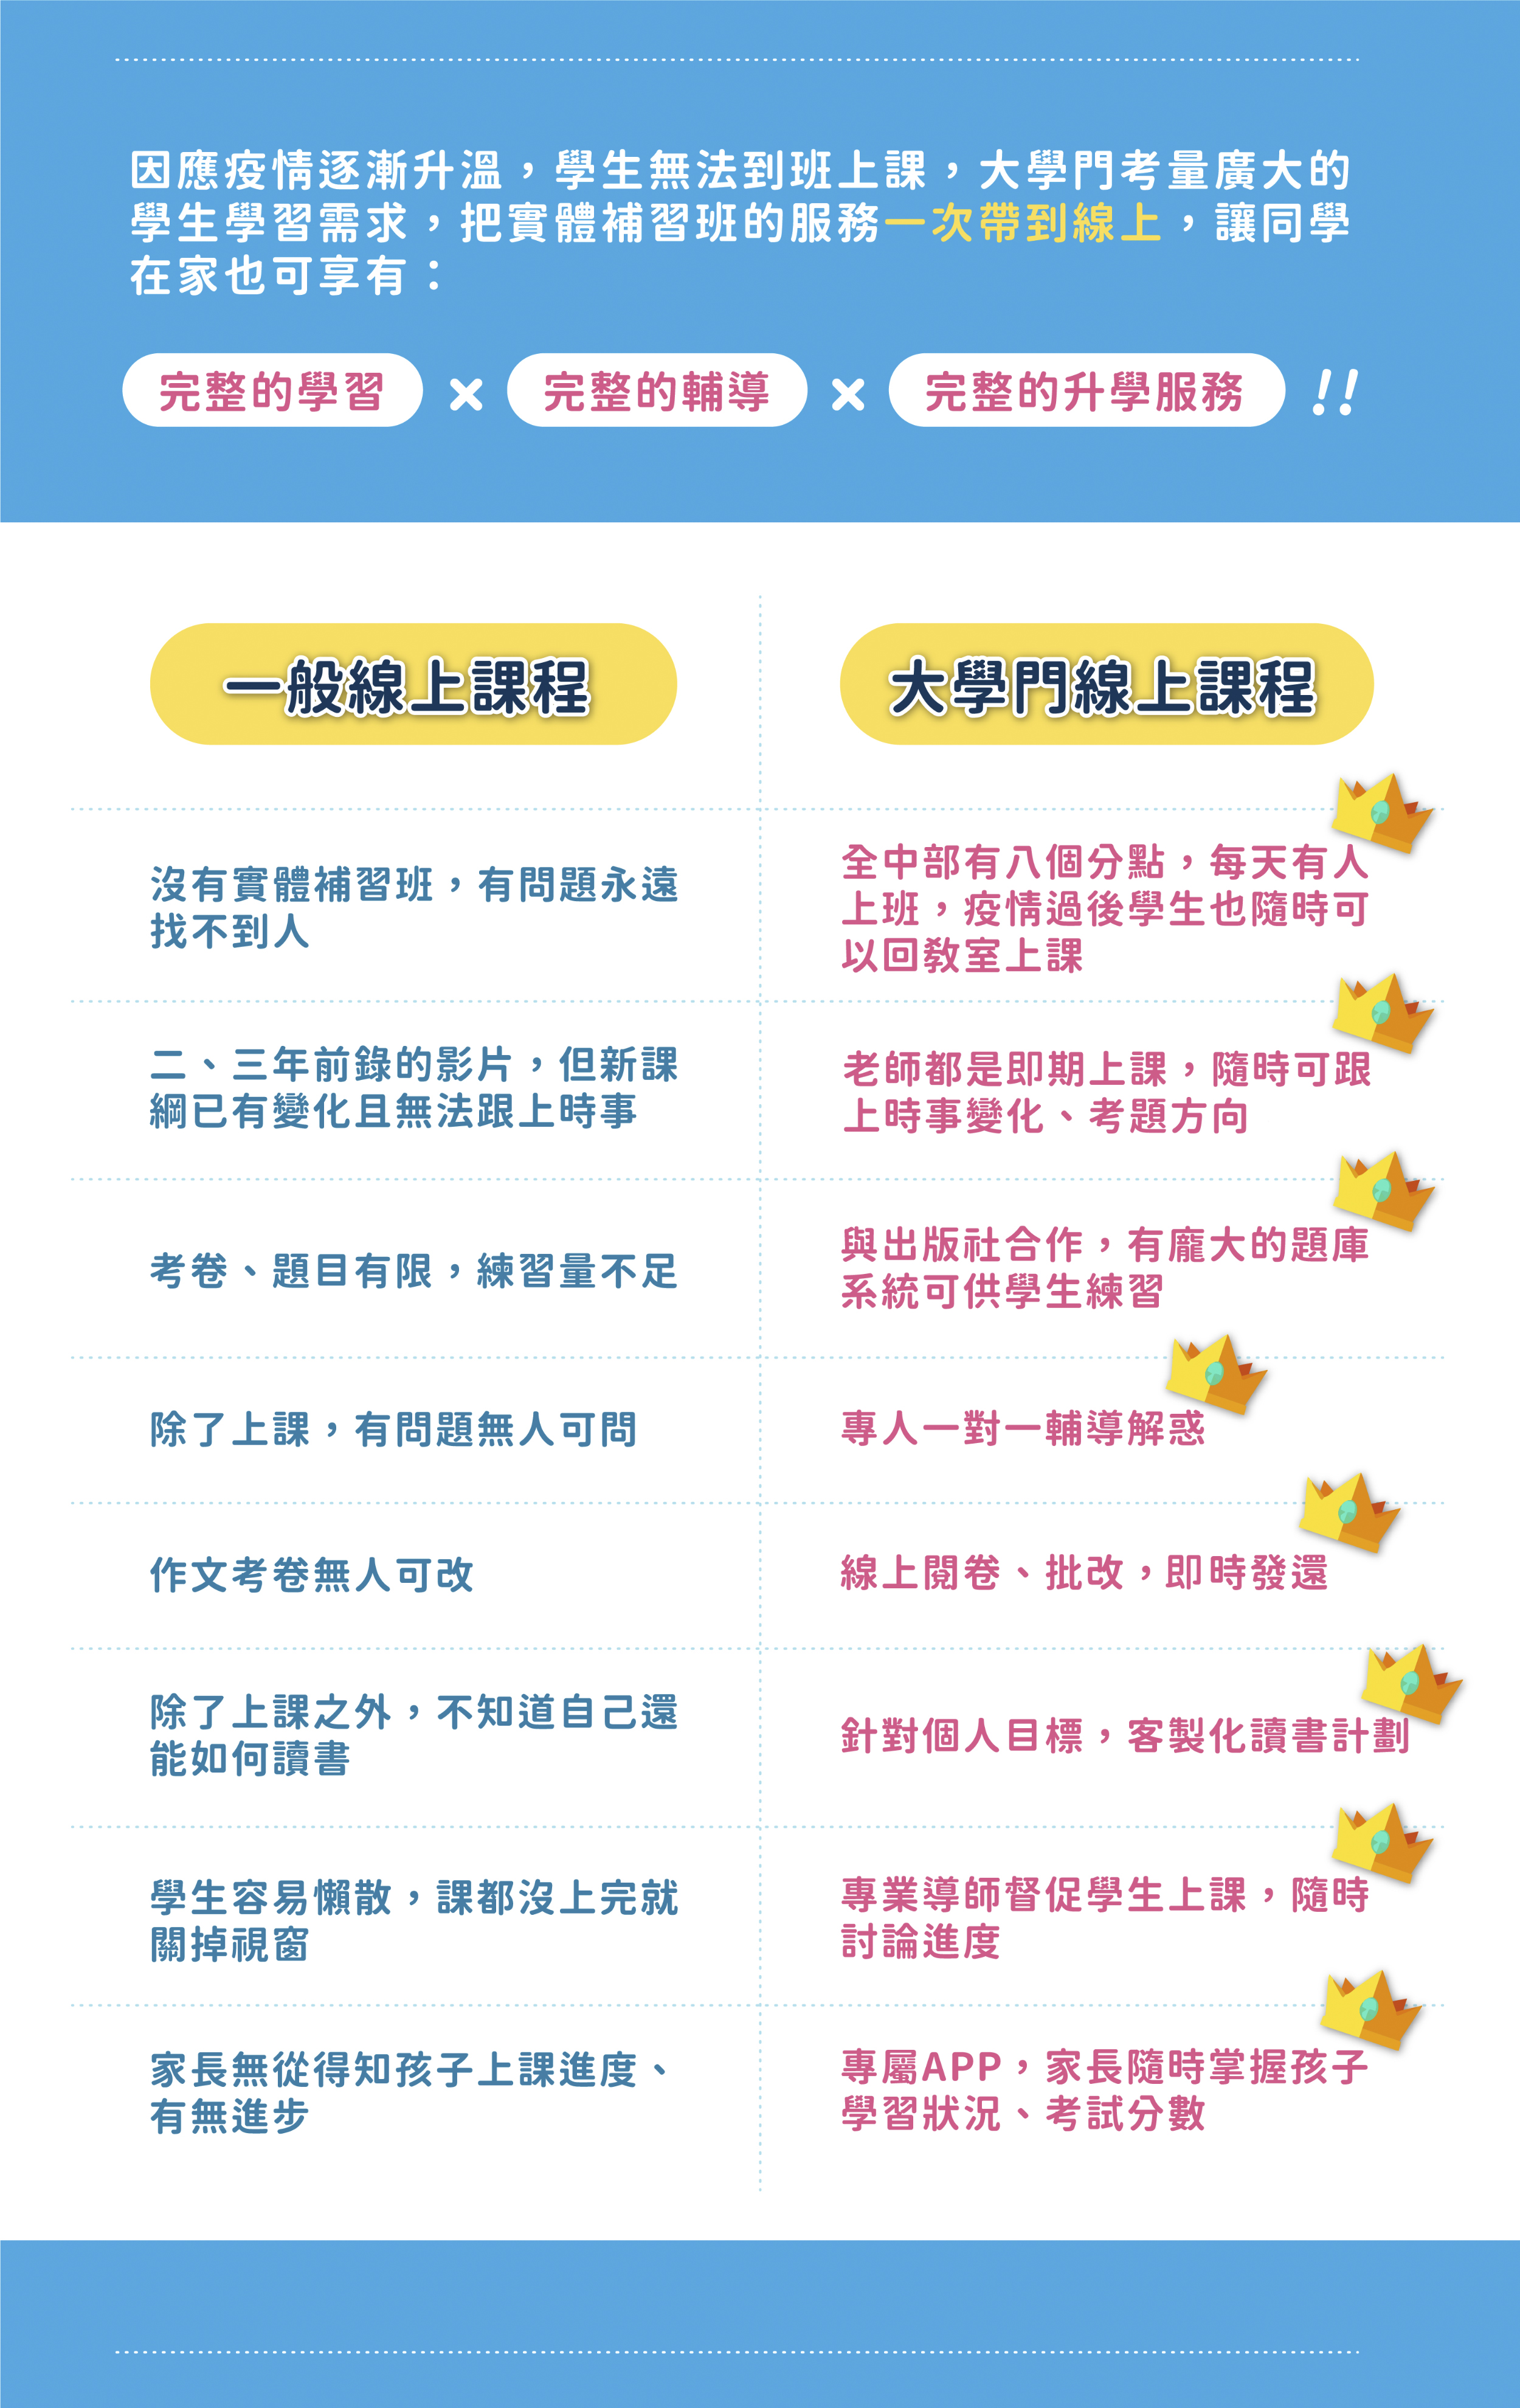 因應疫情逐漸升溫，學生無法到班上課，大學門考量廣大的
學生學習需求，把實體補習班的服務一次帶到線上，讓同學
在家也可享有：
完整的學習 × 完整的輔導 × 完整的升學服務 !!
一般線上課程
大學門線上課程
沒有實體補習班，有問題永遠
找不到人
全中部有八個分點，每天有人
上班，疫情過後學生也隨時可
以回教室上課
二、三年前錄的影片，但新課
綱已有變化且無法跟上時事
老師都是即期上課，隨時可跟
上時事變化、考題方向
考卷、題目有限，練習量不足
與出版社合作，有龐大的題庫
系統可供學生練習
除了上課，有問題無人可問
專人一對一輔導解惑
作文考卷無人可改
線上閱卷、批改，即時發還
除了上課之外，不知道自己還
能如何讀書
針對個人目標，客製化讀書計劃
學生容易懶散，課都沒上完就
關掉視窗
專業導師督促學生上課，隨時
討論進度
家長無從得知孩子上課進度、
有無進步
專屬APP，家長隨時掌握孩子
學習狀況、考試分數